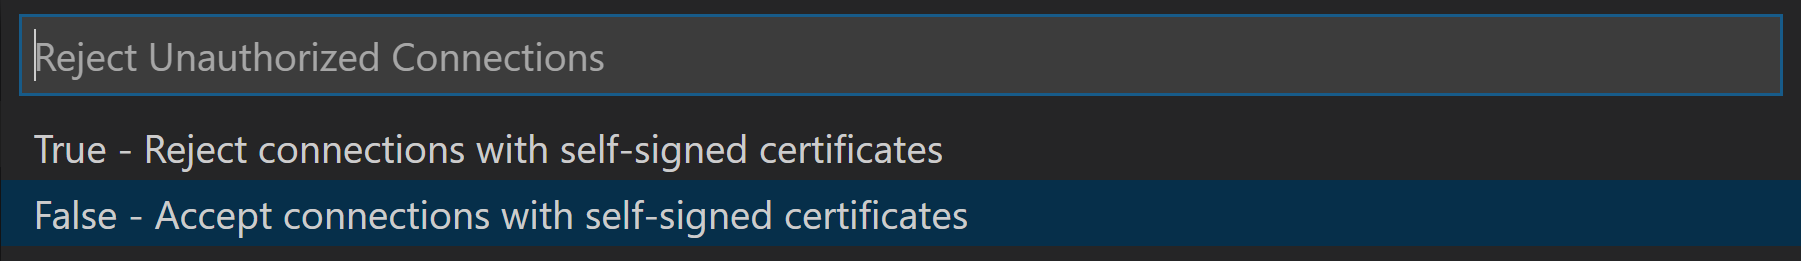 Reject Unauthorized Connections
True - Reject connections with self-signed certificates
False - Accept connections with self-signed certificates